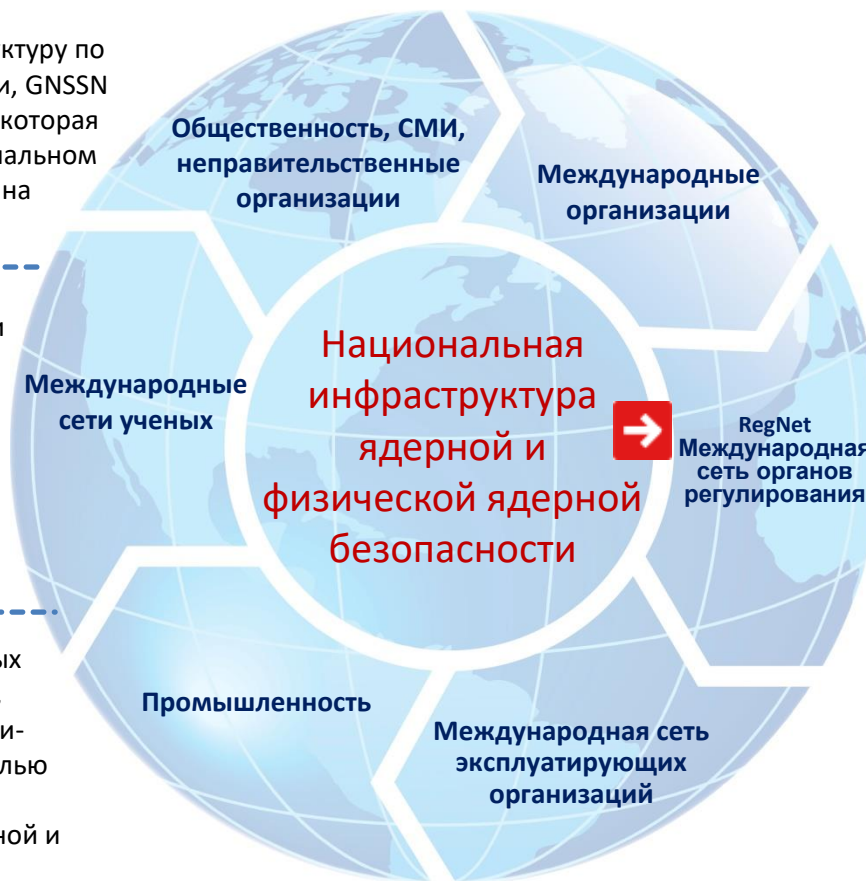 ктуру по
и, GNSSN
которая
нальном
на
и
ых
и-
лью
ной и
Общественность, СМИ,
неправительственные
организации
Международные
организации
Международные
сети ученых
Национальная
инфраструктура
ядерной и
физической ядерной
безопасности
RegNet
Международная
сеть органов
регулирования
Промышленность
Международная сеть
эксплуатирующих
организаций